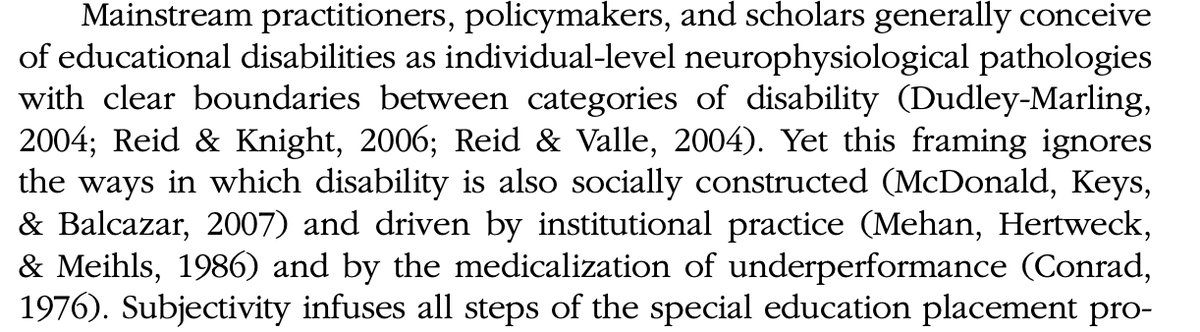 Mainstream practitioners, policymakers, and scholars generally conceive
of educational disabilities as individual-level neurophysiological pathologies
with clear boundaries between categories of disability (Dudley-Marling,
2004; Reid & Knight, 2006; Reid & Valle, 2004). Yet this framing ignores
the ways in which disability is also socially constructed (McDonald, Keys,
& Balcazar, 2007) and driven by institutional practice (Mehan, Hertweck,
& Meihls, 1986) and by the medicalization of underperformance (Conrad,
1976). Subjectivity infuses all steps of the special education placement pro-